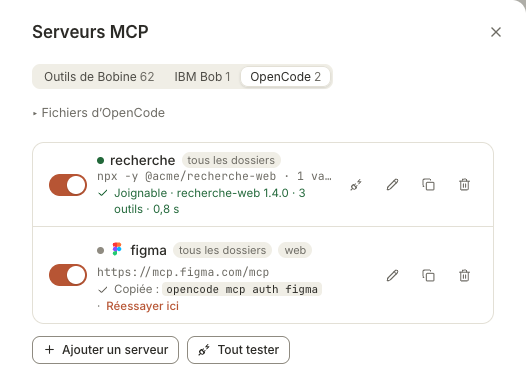 Serveurs MCP
Outils de Bobine 62 IBM Bob 1 OpenCode 2
Fichiers d’OpenCode
recherche tous les dossiers
npx -y @acme/recherche-web · 1 va…
Joignable · recherche-web 1.4.0 · 3
outils · 0,8 s
figma tous les dossiers web
https://mcp.figma.com/mcp
Copiée : opencode mcp auth figma
· Réessayer ici
Ajouter un serveur Tout tester